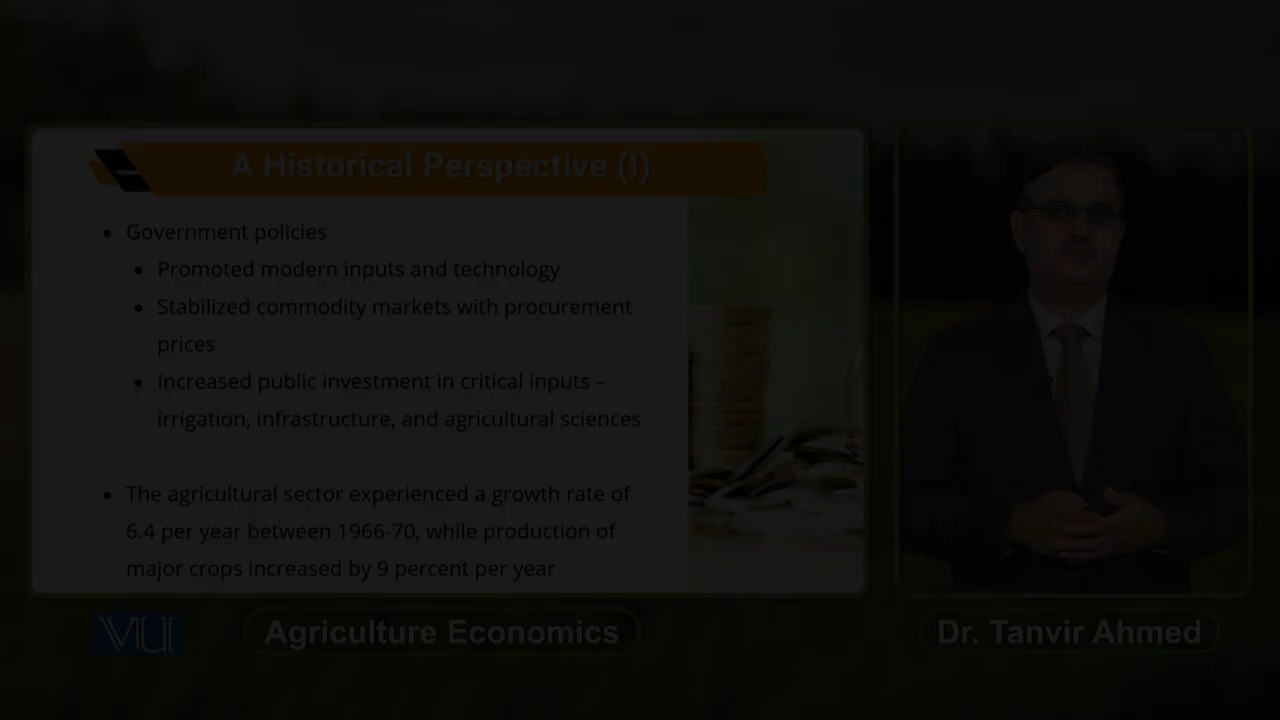 A Historical Perspective (I)
• Government policies
• Promoted modern inputs and technology
• Stabilized commodity markets with procurement
prices
• Increased public investment in critical inputs –
irrigation, infrastructure, and agricultural sciences
• The agricultural sector experienced a growth rate of
6.4 per year between 1966-70, while production of
major crops increased by 9 percent per year
VU
Agriculture Economics
Dr. Tanvir Ahmed